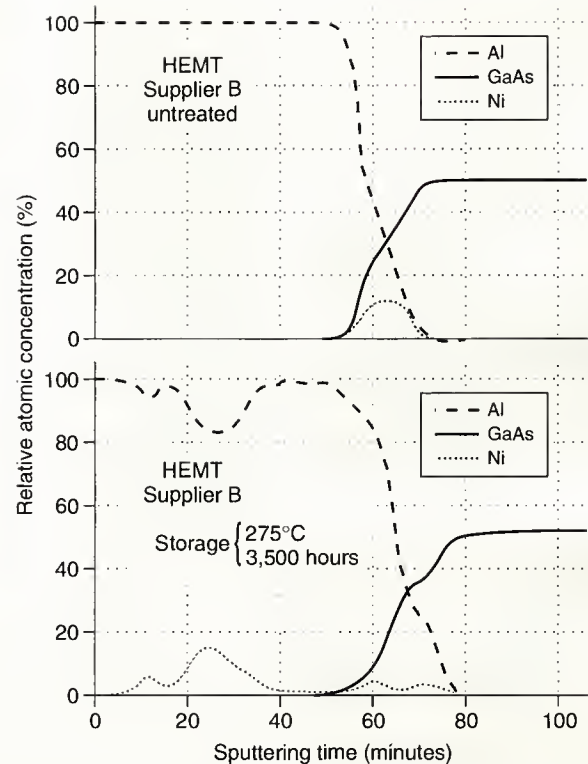 Relative atomic concentration (%)
100
80
60
40
20
0
HEMT
Supplier B
untreated
Al
GaAs
Ni
100
80
60
40
20
0
HEMT
Supplier B
Storage { 275°C
3,500 hours
Al
GaAs
Ni
0 20 40 60 80 100
Sputtering time (minutes)